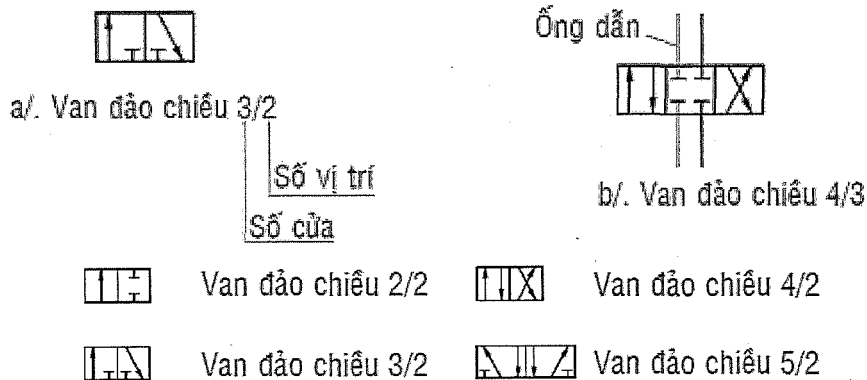 Ống dẫn
a/. Van đảo chiều 3/2
Số vị trí
Số cửa
b/. Van đảo chiều 4/3
Van đảo chiều 2/2
Van đảo chiều 4/2
Van đảo chiều 3/2
Van đảo chiều 5/2